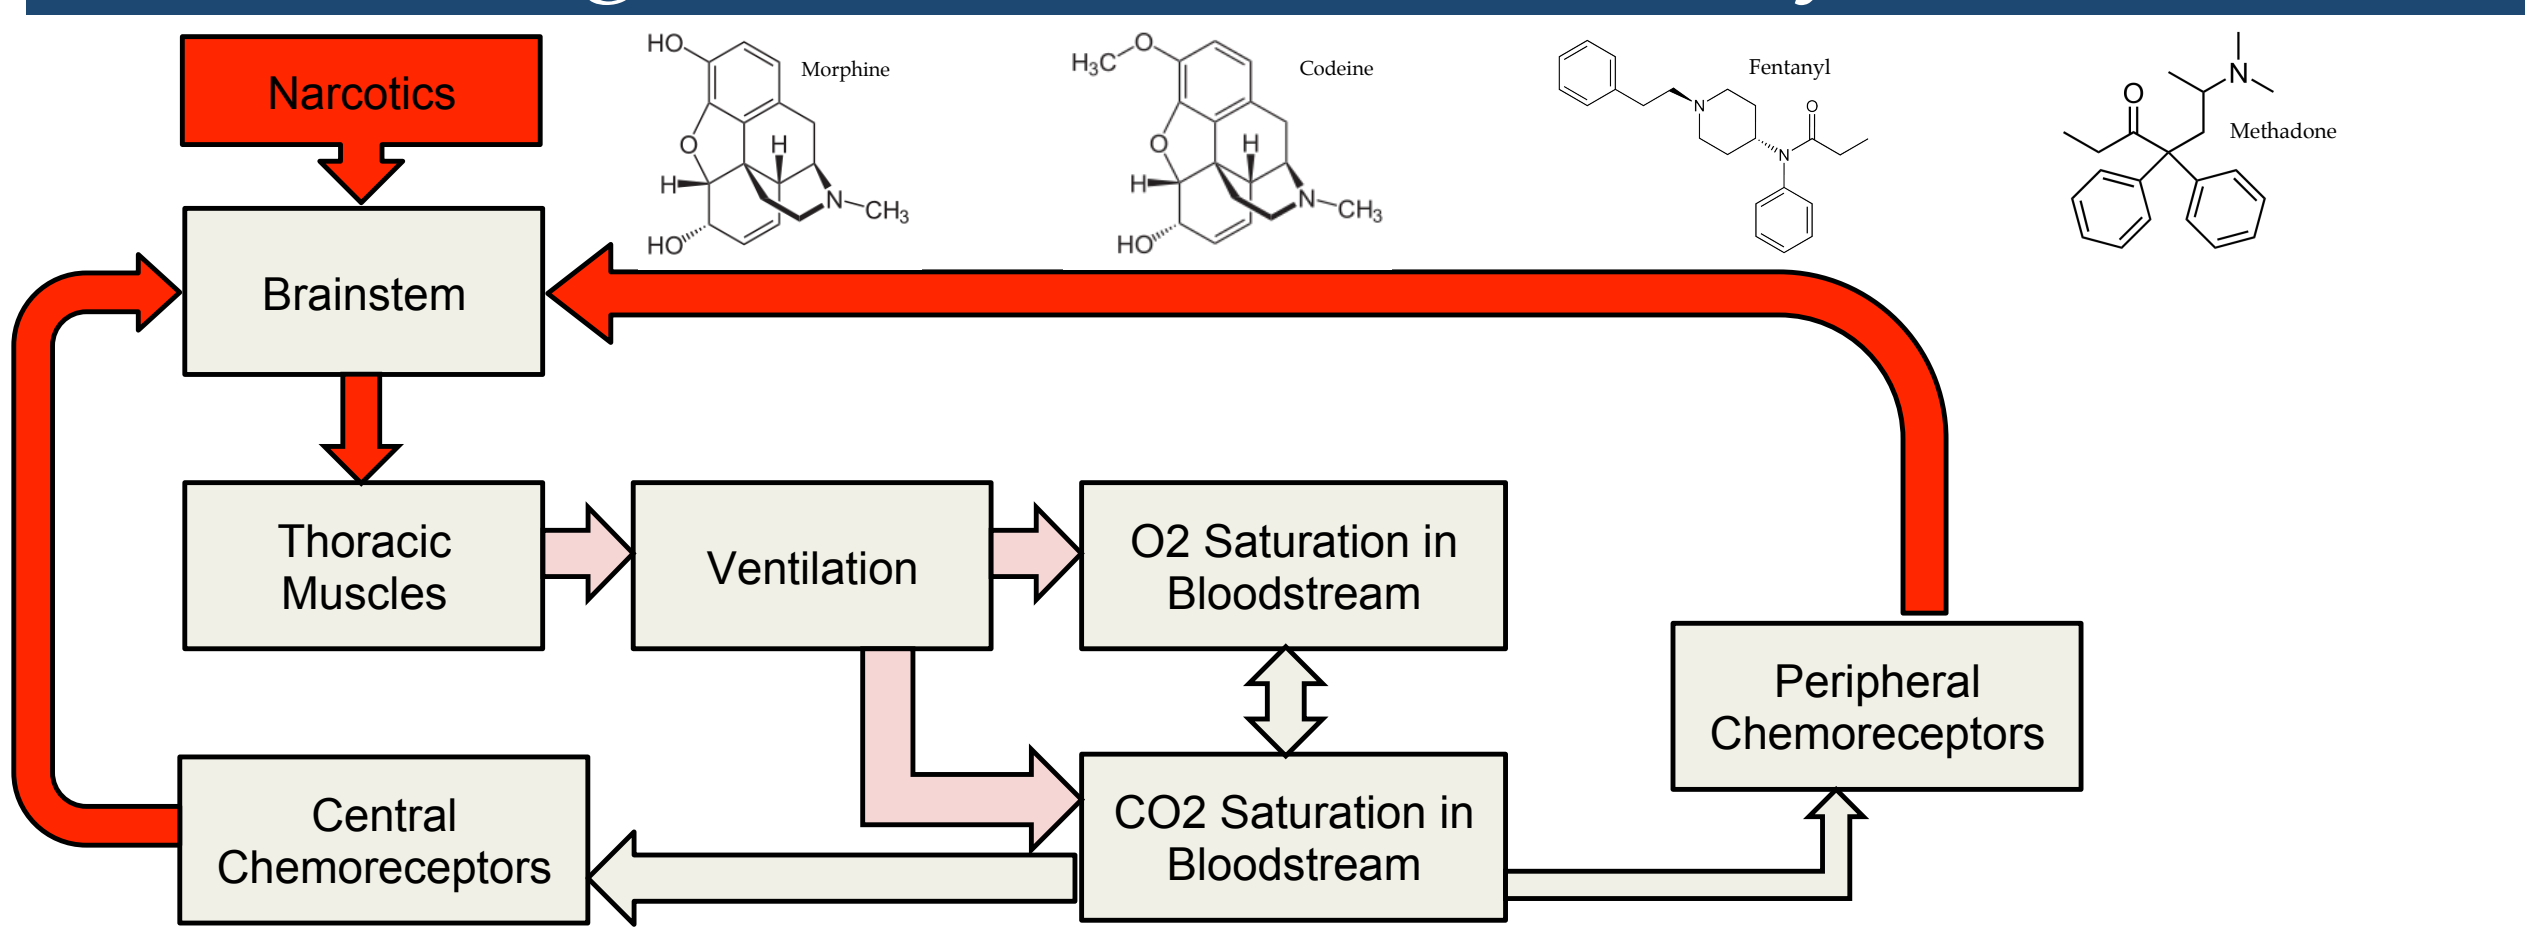 Narcotics
HO
O
H
H
N
CH3
HO
Morphine
H3C
O
O
H
H
N
CH3
HO
Codeine
N
O
N
Fentanyl
O
N
Methadone
Brainstem
Thoracic
Muscles
Ventilation
O2 Saturation in
Bloodstream
Peripheral
Chemoreceptors
Central
Chemoreceptors
CO2 Saturation in
Bloodstream